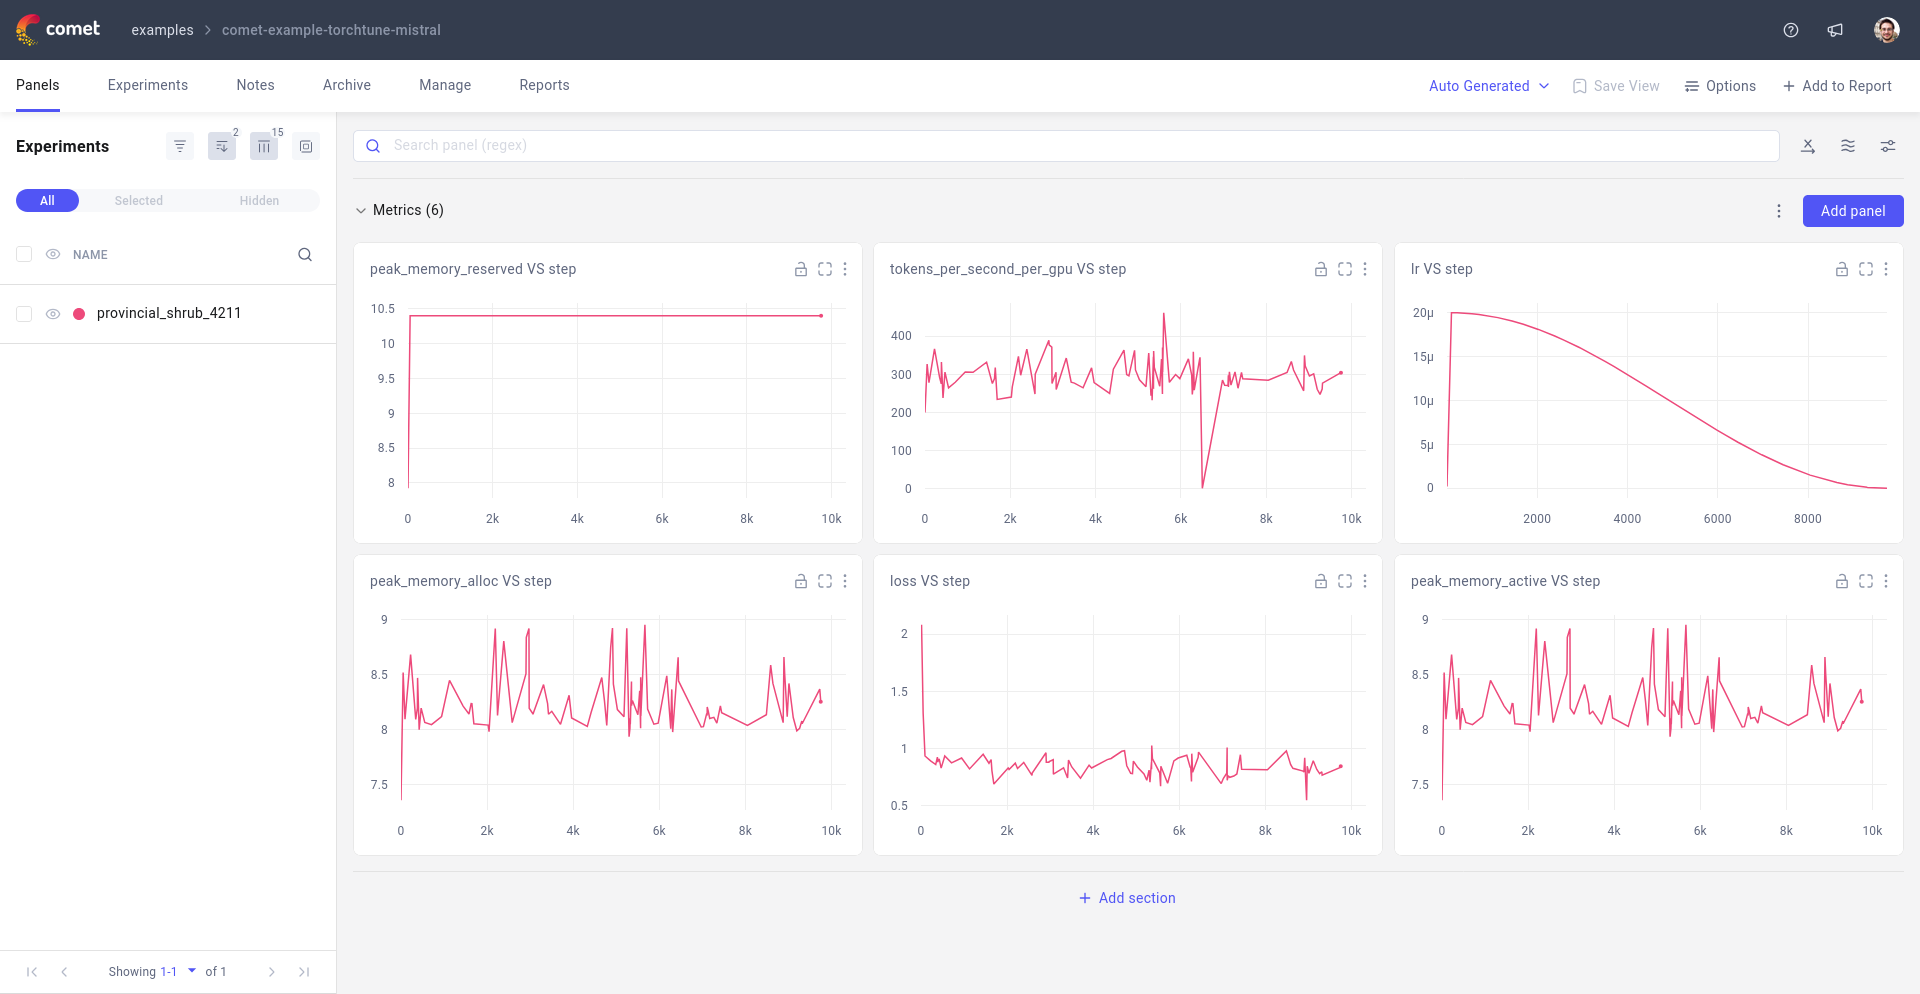 comet
examples > comet-example-torchtune-mistral
Panels Experiments Notes Archive Manage Reports
Auto Generated Save View Options + Add to Report
Experiments 2 15
All Selected Hidden
NAME
provincial_shrub_4211
Showing 1-1 of 1
Search panel (regex)
Metrics (6)
Add panel
peak_memory_reserved VS step
10.5
10
9.5
9
8.5
8
0 2k 4k 6k 8k 10k
tokens_per_second_per_gpu VS step
400
300
200
100
0
0 2k 4k 6k 8k 10k
lr VS step
20μ
15μ
10μ
5μ
0
2000 4000 6000 8000
peak_memory_alloc VS step
9
8.5
8
7.5
0 2k 4k 6k 8k 10k
loss VS step
2
1.5
1
0.5
0 2k 4k 6k 8k 10k
peak_memory_active VS step
9
8.5
8
7.5
0 2k 4k 6k 8k 10k
+ Add section